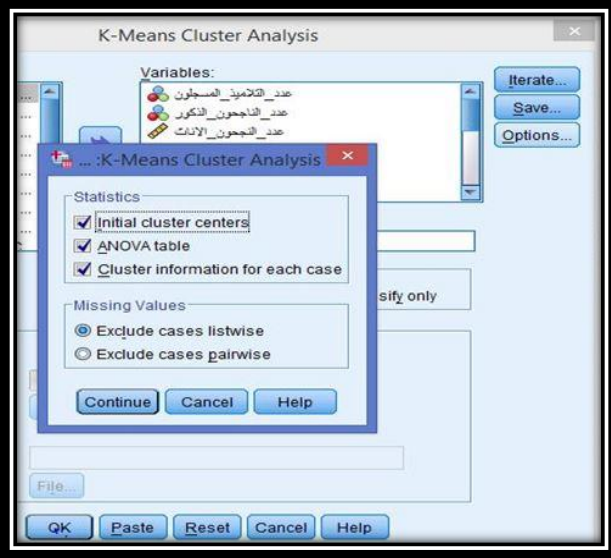 K-Means Cluster Analysis
Variables:
عدد_التلاميذ_المسجلون
عدد_الناجحون_الذكور
عدد_النجحون_الاناث
Iterate...
Save...
Options...
... :K-Means Cluster Analysis
Statistics
Initial cluster centers
ANOVA table
Cluster information for each case
sify only
Missing Values
Exclude cases listwise
Exclude cases pairwise
Continue Cancel Help
File...
OK Paste Reset Cancel Help